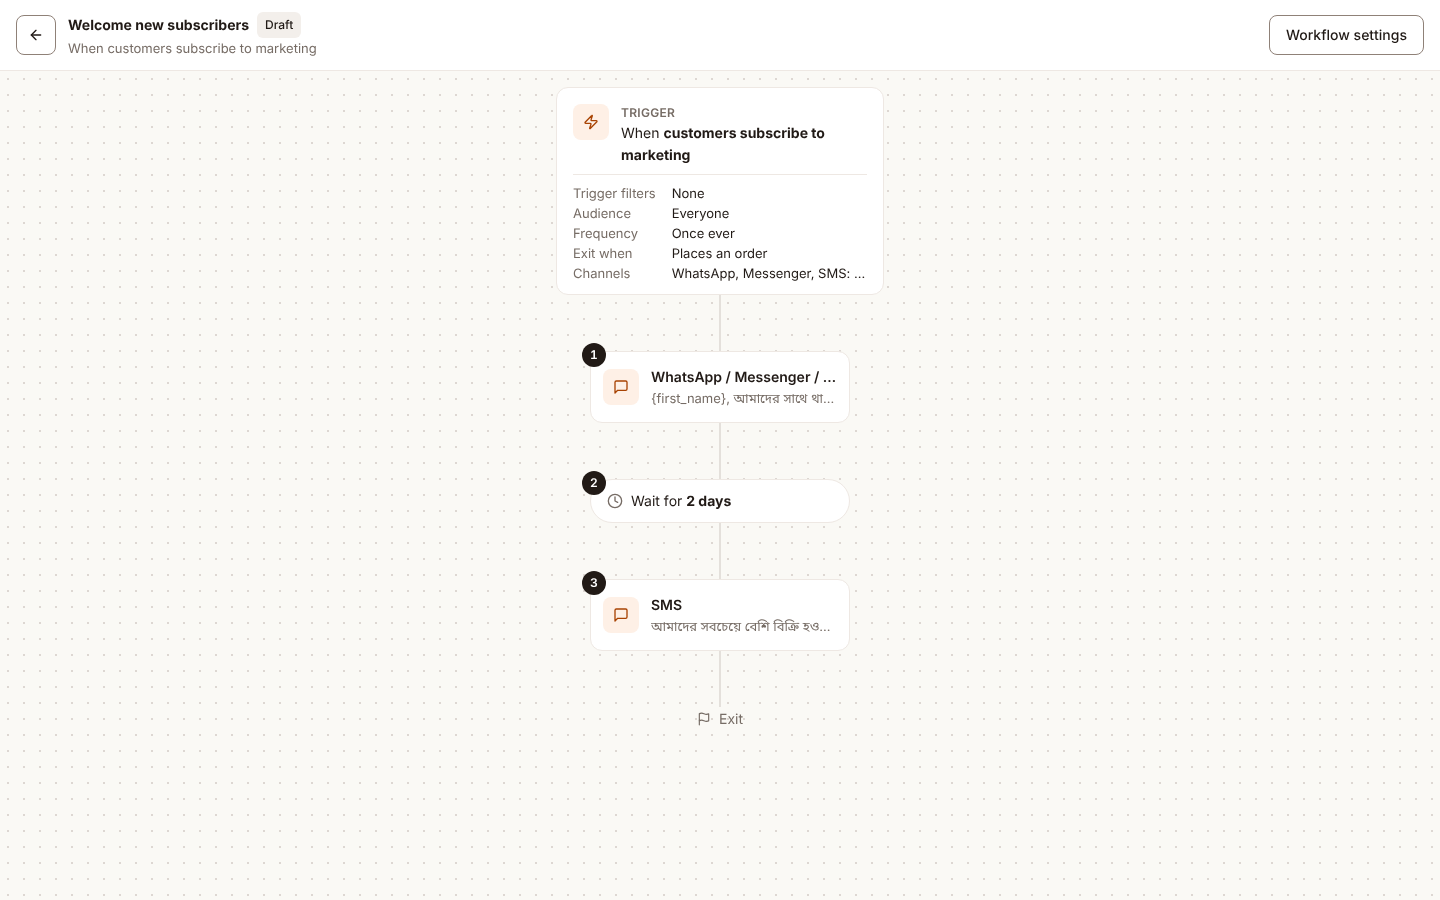 Welcome new subscribers
Draft
When customers subscribe to marketing
Workflow settings
TRIGGER
When customers subscribe to
marketing
Trigger filters None
Audience Everyone
Frequency Once ever
Exit when Places an order
Channels WhatsApp, Messenger, SMS: ...
1
WhatsApp / Messenger / ...
{first_name}, আমাদের সাথে থা...
2
Wait for 2 days
3
SMS
আমাদের সবচেয়ে বেশি বিক্রি হও...
Exit